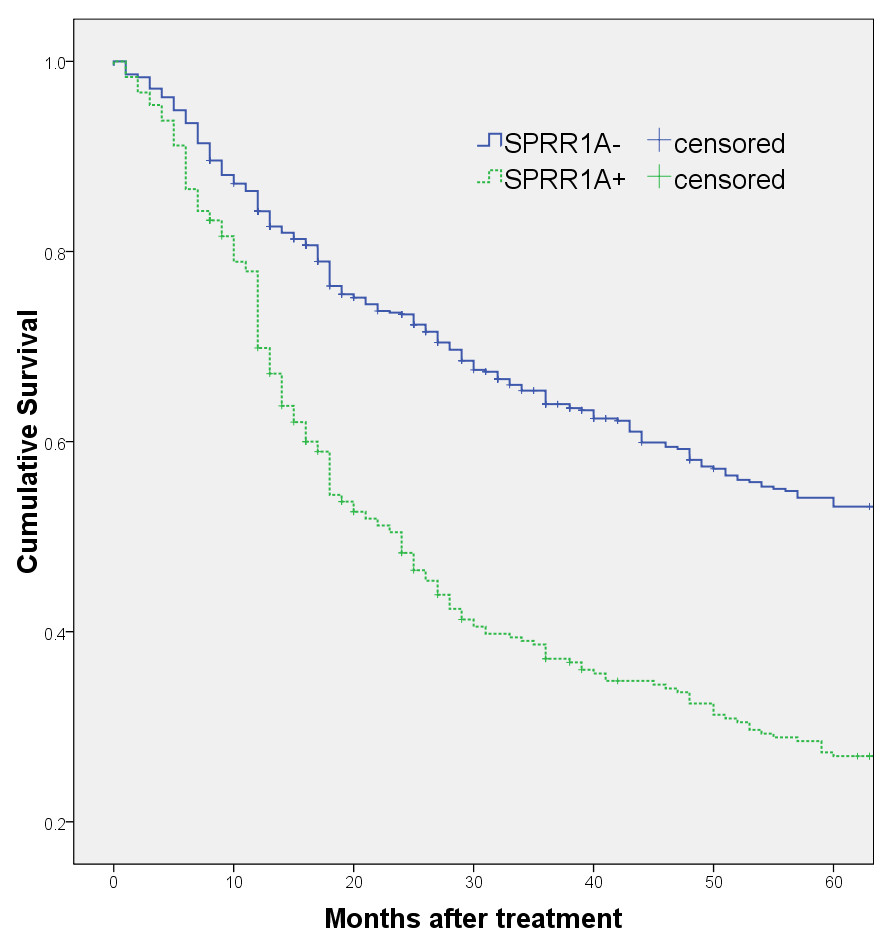 1.0
SPRR1A- censored
SPRR1A+ censored
0.8
0.6
0.4
0.2
Cumulative Survival
0 10 20 30 40 50 60
Months after treatment